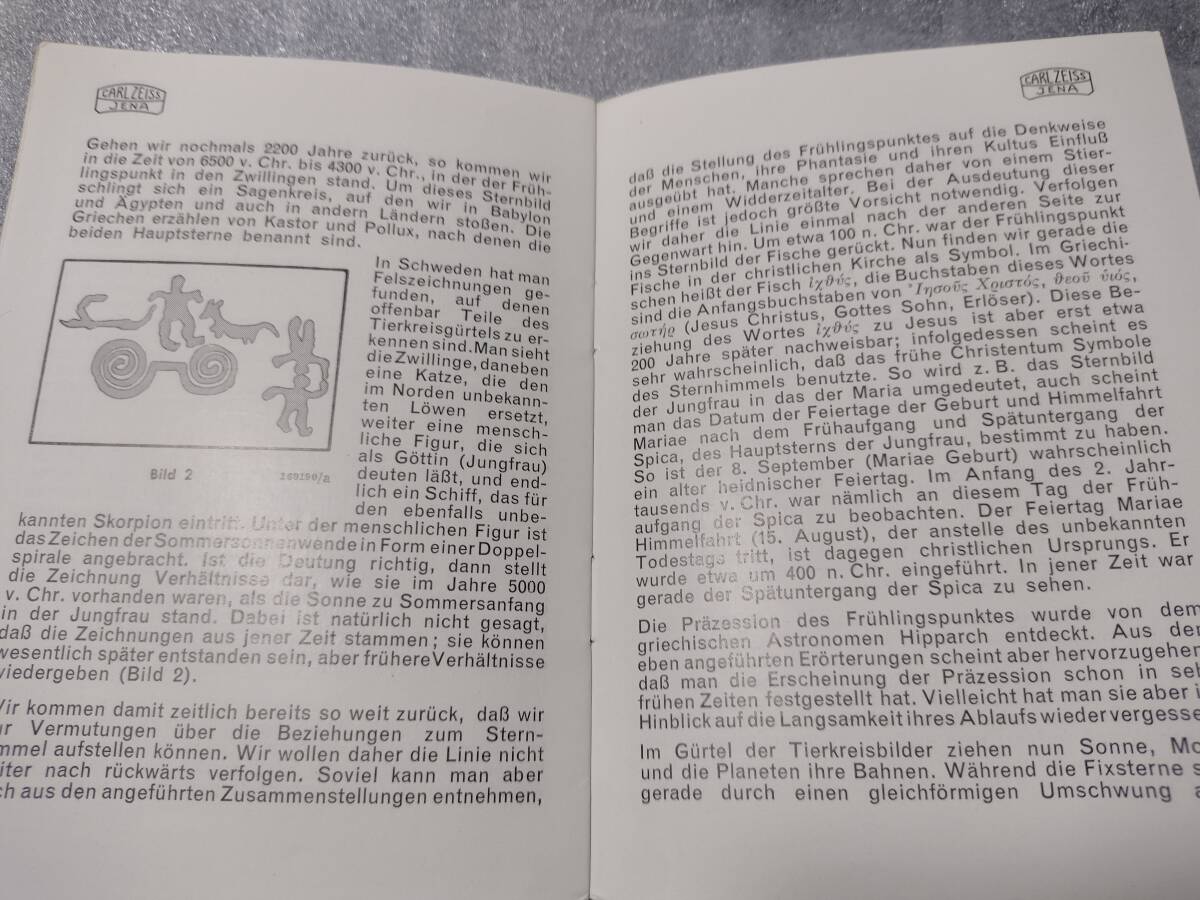 CARL ZEISS
JENA
Gehen wir nochmals 2200 Jahre zurück, so kommen wir
in die Zeit von 6500 v. Chr. bis 4300 v. Chr., in der der Früh-
lingspunkt in den Zwillingen stand. Um dieses Sternbild
schlingt sich ein Sagenkreis, auf den wir in Babylon
und Ägypten und auch in andern Ländern stoßen. Die
Griechen erzählen von Kastor und Pollux, nach denen die
beiden Hauptsterne benannt sind.
In Schweden hat man
Felszeichnungen ge-
funden, auf denen
offenbar Teile des
Tierkreisgürtels zu er-
kennen sind. Man sieht
die Zwillinge, daneben
eine Katze, die den
im Norden unbekann-
ten Löwen ersetzt,
weiter eine mensch-
liche Figur, die sich
als Göttin (Jungfrau)
deuten läßt, und end-
lich ein Schiff, das für
den ebenfalls unbe-
Bild 2
169190/a
kannten Skorpion eintritt. Unter der menschlichen Figur ist
das Zeichen der Sommersonnenwende in Form einer Doppel-
spirale angebracht. Ist die Deutung richtig, dann stellt
die Zeichnung Verhältnisse dar, wie sie im Jahre 5000
v. Chr. vorhanden waren, als die Sonne zu Sommersanfang
in der Jungfrau stand. Dabei ist natürlich nicht gesagt,
daß die Zeichnungen aus jener Zeit stammen; sie können
wesentlich später entstanden sein, aber frühere Verhältnisse
wiedergeben (Bild 2).
Wir kommen damit zeitlich bereits so weit zurück, daß wir
ur Vermutungen über die Beziehungen zum Stern-
mmel aufstellen können. Wir wollen daher die Linie nicht
iter nach rückwärts verfolgen. Soviel kann man aber
ch aus den angeführten Zusammenstellungen entnehmen,
CARL ZEISS
JENA
daß die Stellung des Frühlingspunktes auf die Denkweise
der Menschen, ihre Phantasie und ihren Kultus Einfluß
ausgeübt hat. Manche sprechen daher von einem Stier-
und einem Widderzeitalter. Bei der Ausdeutung dieser
Begriffe ist jedoch größte Vorsicht notwendig. Verfolgen
wir daher die Linie einmal nach der anderen Seite zur
Gegenwart hin. Um etwa 100 n. Chr. war der Frühlingspunkt
ins Sternbild der Fische gerückt. Nun finden wir gerade die
Fische in der christlichen Kirche als Symbol. Im Griechi-
schen heißt der Fisch ἰχθύς, die Buchstaben dieses Wortes
sind die Anfangsbuchstaben von Ἰησοῦς Χριστός, θεοῦ υἱός,
σωτήρ (Jesus Christus, Gottes Sohn, Erlöser). Diese Be-
ziehung des Wortes ἰχθύς zu Jesus ist aber erst etwa
200 Jahre später nachweisbar; infolgedessen scheint es
sehr wahrscheinlich, daß das frühe Christentum Symbole
des Sternhimmels benutzte. So wird z. B. das Sternbild
der Jungfrau in das der Maria umgedeutet, auch scheint
man das Datum der Feiertage der Geburt und Himmelfahrt
Mariae nach dem Frühaufgang und Spätuntergang der
Spica, des Hauptsterns der Jungfrau, bestimmt zu haben.
So ist der 8. September (Mariae Geburt) wahrscheinlich
ein alter heidnischer Feiertag. Im Anfang des 2. Jahr-
tausends v. Chr. war nämlich an diesem Tag der Früh-
aufgang der Spica zu beobachten. Der Feiertag Mariae
Himmelfahrt (15. August), der anstelle des unbekannten
Todestags tritt, ist dagegen christlichen Ursprungs. Er
wurde etwa um 400 n. Chr. eingeführt. In jener Zeit war
gerade der Spätuntergang der Spica zu sehen.
Die Präzession des Frühlingspunktes wurde von dem
griechischen Astronomen Hipparch entdeckt. Aus den
eben angeführten Erörterungen scheint aber hervorzugehen
daß man die Erscheinung der Präzession schon in seh
frühen Zeiten festgestellt hat. Vielleicht hat man sie aber i
Hinblick auf die Langsamkeit ihres Ablaufs wieder vergesse
Im Gürtel der Tierkreisbilder ziehen nun Sonne, Mo
und die Planeten ihre Bahnen. Während die Fixsterne s
gerade durch einen gleichförmigen Umschwung a